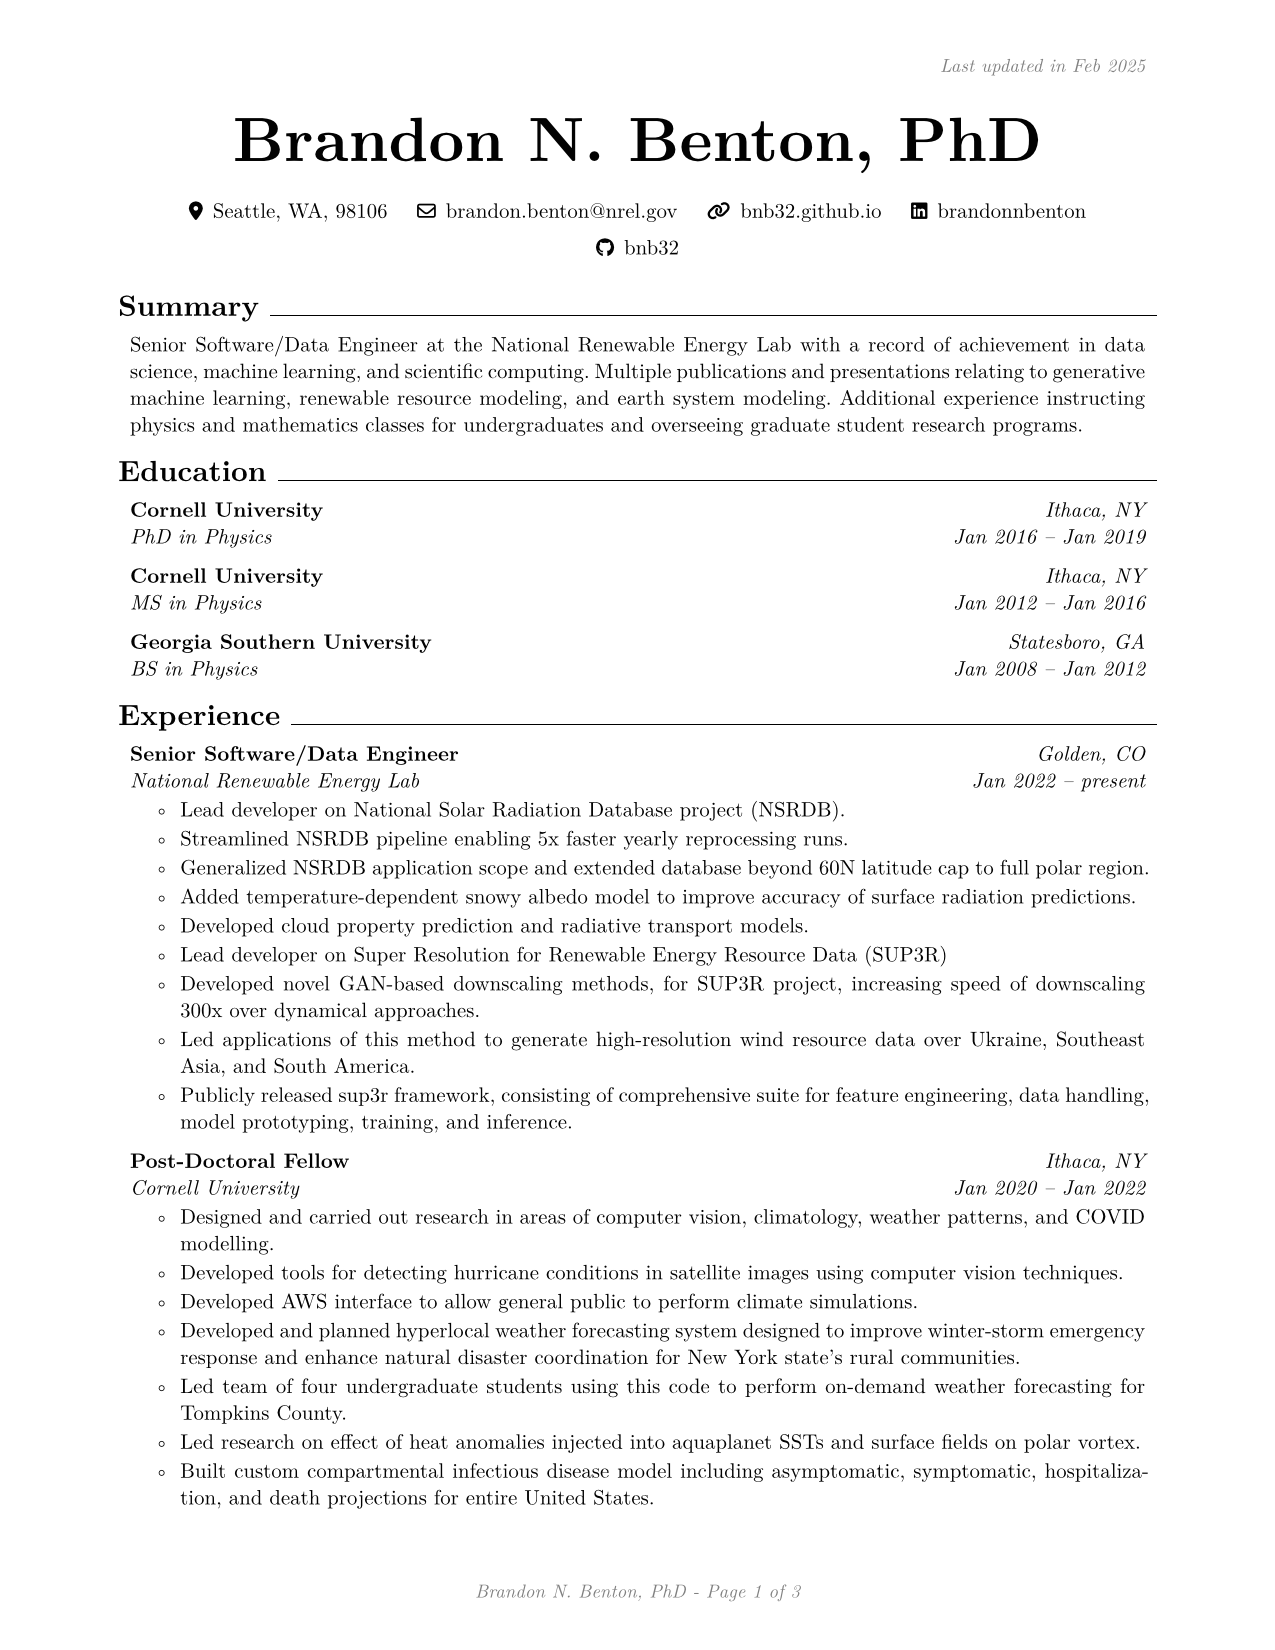 Last updated in Feb 2025
Brandon N. Benton, PhD
Seattle, WA, 98106 brandon.benton@nrel.gov bnb32.github.io brandonnbenton
bnb32
Summary
Senior Software/Data Engineer at the National Renewable Energy Lab with a record of achievement in data
science, machine learning, and scientific computing. Multiple publications and presentations relating to generative
machine learning, renewable resource modeling, and earth system modeling. Additional experience instructing
physics and mathematics classes for undergraduates and overseeing graduate student research programs.
Education
Cornell University Ithaca, NY
PhD in Physics Jan 2016 – Jan 2019
Cornell University Ithaca, NY
MS in Physics Jan 2012 – Jan 2016
Georgia Southern University Statesboro, GA
BS in Physics Jan 2008 – Jan 2012
Experience
Senior Software/Data Engineer Golden, CO
National Renewable Energy Lab Jan 2022 – present
◦ Lead developer on National Solar Radiation Database project (NSRDB).
◦ Streamlined NSRDB pipeline enabling 5x faster yearly reprocessing runs.
◦ Generalized NSRDB application scope and extended database beyond 60N latitude cap to full polar region.
◦ Added temperature-dependent snowy albedo model to improve accuracy of surface radiation predictions.
◦ Developed cloud property prediction and radiative transport models.
◦ Lead developer on Super Resolution for Renewable Energy Resource Data (SUP3R)
◦ Developed novel GAN-based downscaling methods, for SUP3R project, increasing speed of downscaling
300x over dynamical approaches.
◦ Led applications of this method to generate high-resolution wind resource data over Ukraine, Southeast
Asia, and South America.
◦ Publicly released sup3r framework, consisting of comprehensive suite for feature engineering, data handling,
model prototyping, training, and inference.
Post-Doctoral Fellow Ithaca, NY
Cornell University Jan 2020 – Jan 2022
◦ Designed and carried out research in areas of computer vision, climatology, weather patterns, and COVID
modelling.
◦ Developed tools for detecting hurricane conditions in satellite images using computer vision techniques.
◦ Developed AWS interface to allow general public to perform climate simulations.
◦ Developed and planned hyperlocal weather forecasting system designed to improve winter-storm emergency
response and enhance natural disaster coordination for New York state's rural communities.
◦ Led team of four undergraduate students using this code to perform on-demand weather forecasting for
Tompkins County.
◦ Led research on effect of heat anomalies injected into aquaplanet SSTs and surface fields on polar vortex.
◦ Built custom compartmental infectious disease model including asymptomatic, symptomatic, hospitaliza-
tion, and death projections for entire United States.
Brandon N. Benton, PhD - Page 1 of 3